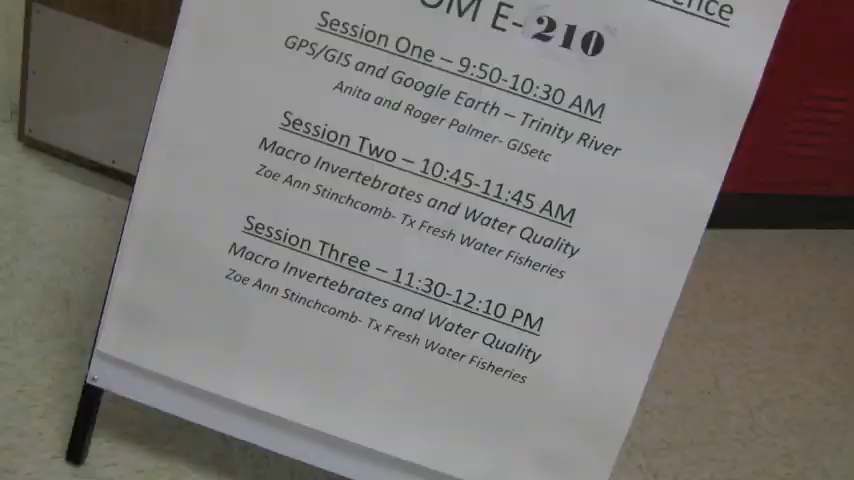 OM E-210
Session One – 9:50-10:30 AM
GPS/GIS and Google Earth – Trinity River
Anita and Roger Palmer- GISetc
Session Two – 10:45-11:45 AM
Macro Invertebrates and Water Quality
Zoe Ann Stinchcomb- Tx Fresh Water Fisheries
Session Three – 11:30-12:10 PM
Macro Invertebrates and Water Quality
Zoe Ann Stinchcomb- Tx Fresh Water Fisheries